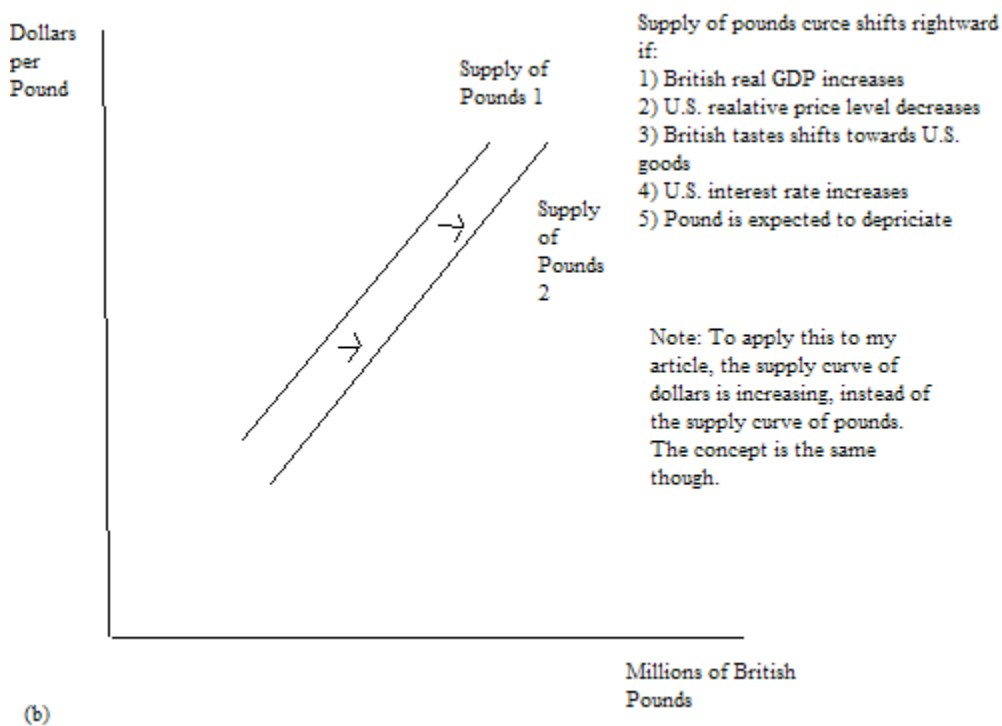 Dollars
per
Pound
Supply of
Pounds 1
Supply
of
Pounds
2
Supply of pounds curce shifts rightward
if:
1) British real GDP increases
2) U.S. realative price level decreases
3) British tastes shifts towards U.S.
goods
4) U.S. interest rate increases
5) Pound is expected to depriciate
Note: To apply this to my
article, the supply curve of
dollars is increasing, instead of
the supply curve of pounds.
The concept is the same
though.
Millions of British
Pounds
(b)